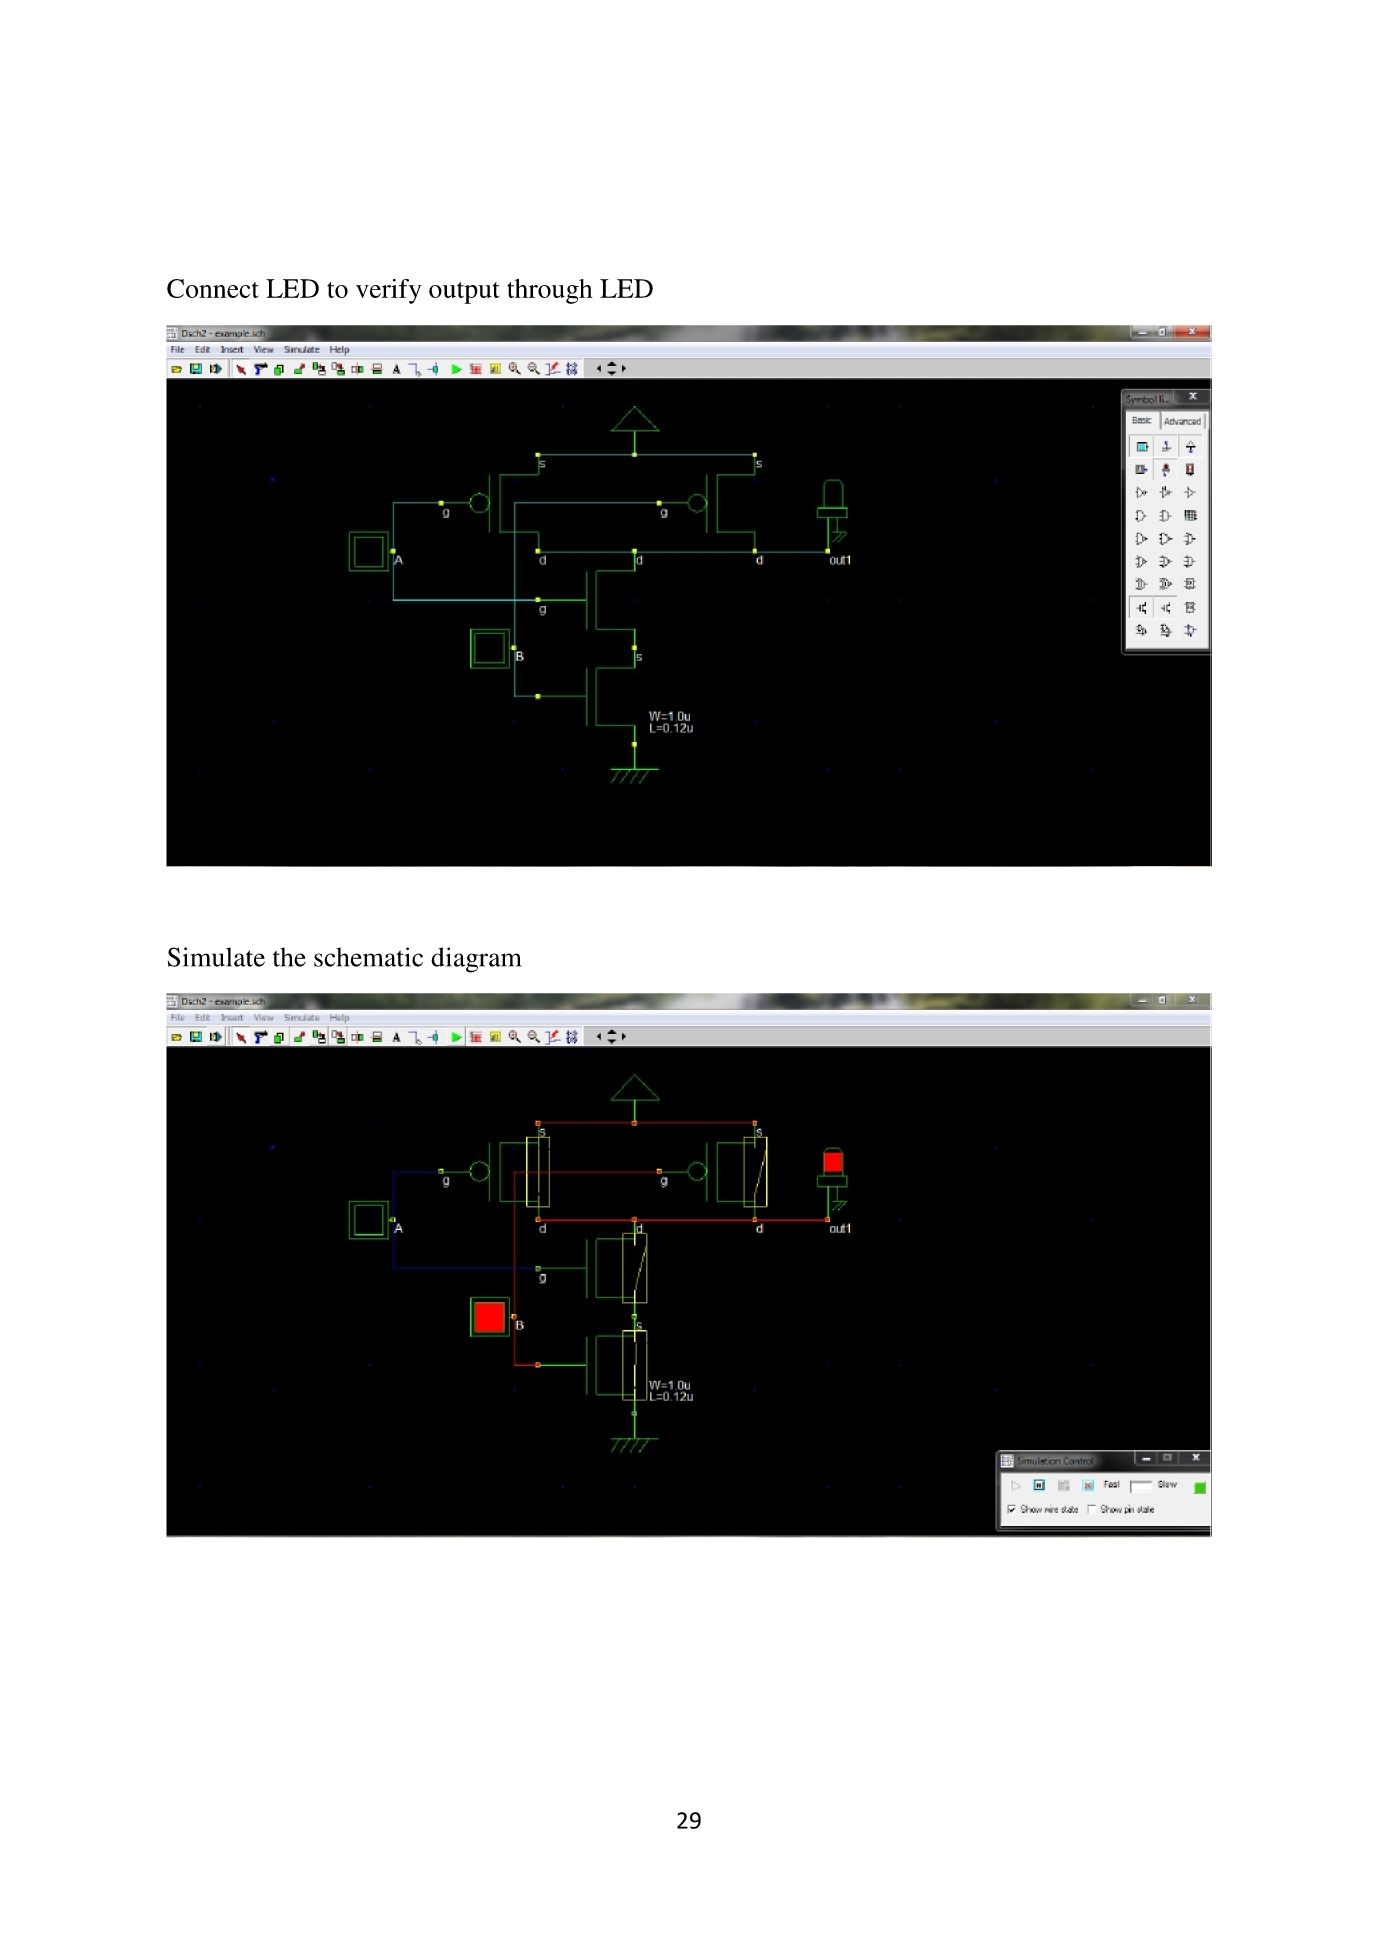 Connect LED to verify output through LED
Dsch2 - example.sch
File Edit Insert View Simulate Help
Symbol li...
Basic Advanced
s s
g g
A d d d out1
g
B s
W=1.0u
L=0.12u
Simulate the schematic diagram
Dsch2 - example.sch
File Edit Insert View Simulate Help
s s
g g
A d d d out1
g
B s
W=1.0u
L=0.12u
Simulation Control
Fast Slow
Show wire state Show pin state
29